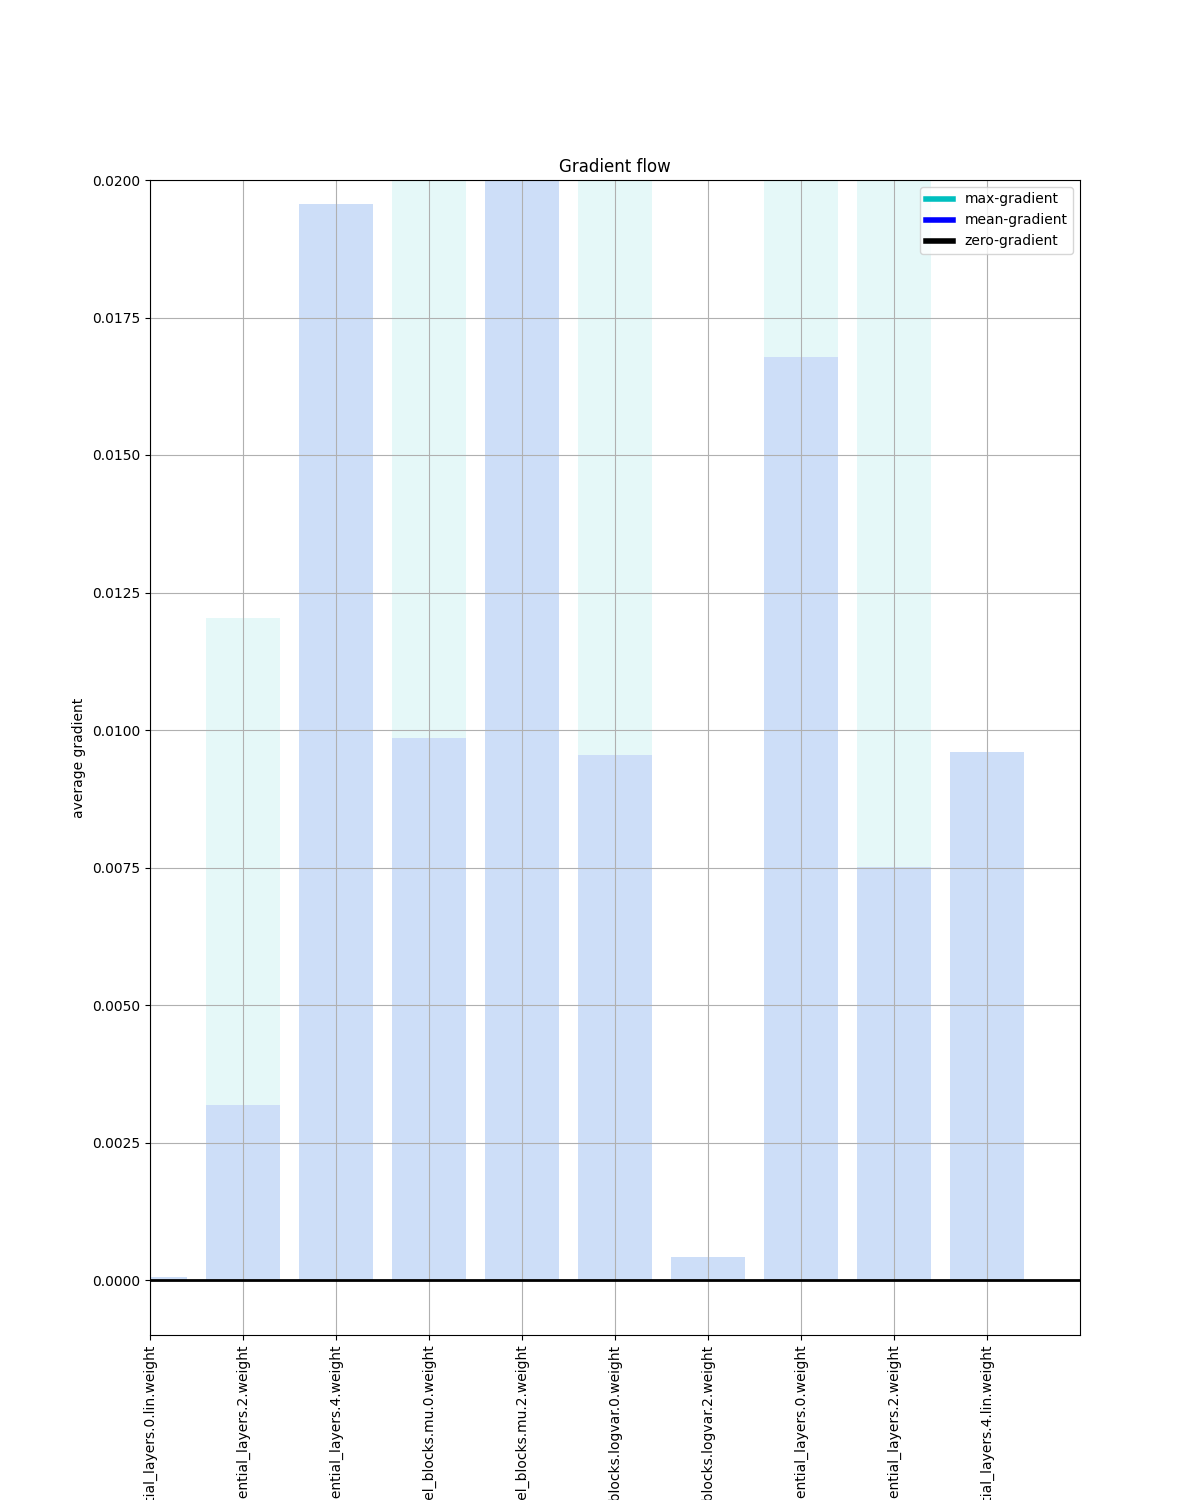 Gradient flow
max-gradient
mean-gradient
zero-gradient
0.0200
0.0175
0.0150
0.0125
0.0100
0.0075
0.0050
0.0025
0.0000
average gradient
tial_layers.0.lin.weight
ential_layers.2.weight
ential_layers.4.weight
el_blocks.mu.0.weight
el_blocks.mu.2.weight
blocks.logvar.0.weight
blocks.logvar.2.weight
ential_layers.0.weight
ential_layers.2.weight
tial_layers.4.lin.weight